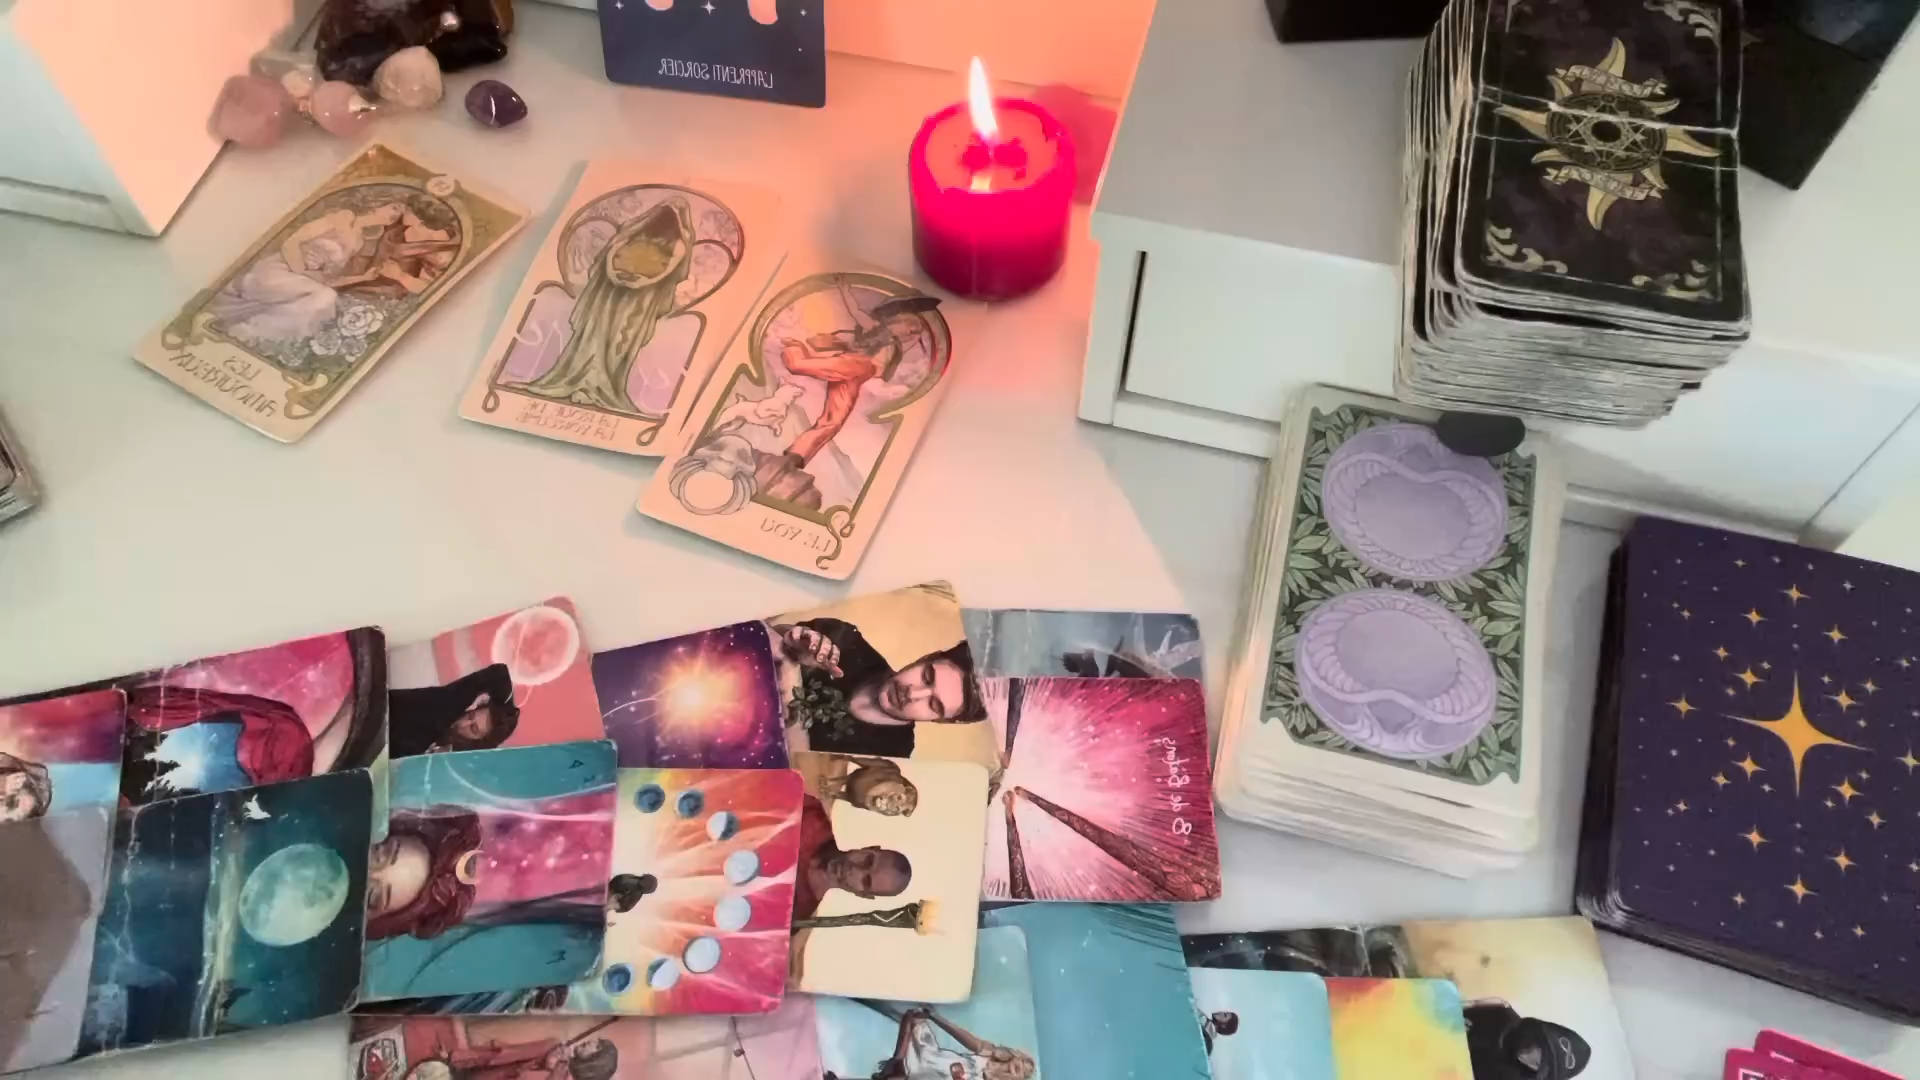 L'APPRENTI SORCIER
LES
AMOUREUX
LA ROUE DE
LA FORTUNE
LE FOU
8 de Bâtons